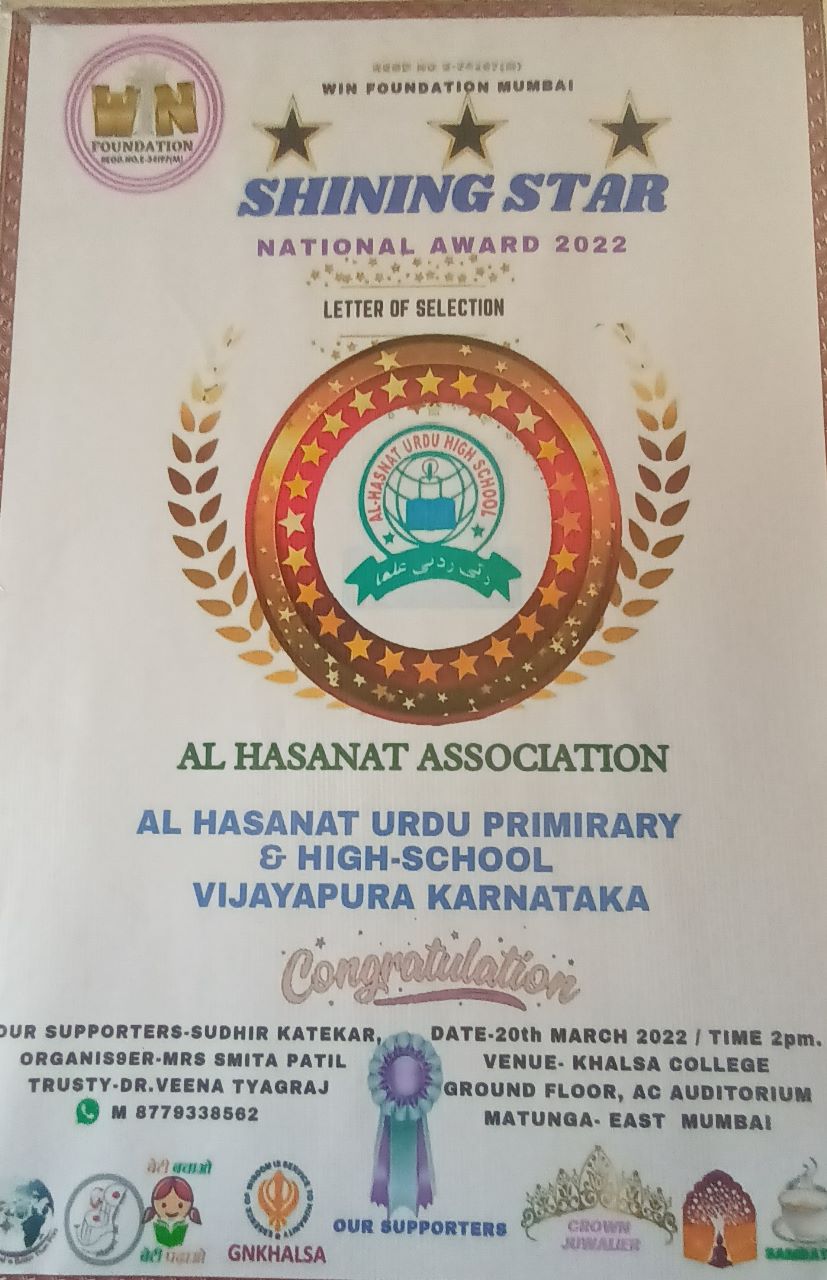 WIN FOUNDATION MUMBAI
WIN
FOUNDATION
SHINING STAR
NATIONAL AWARD 2022
LETTER OF SELECTION
AL-HASNAT URDU HIGH SCHOOL
AL HASANAT ASSOCIATION
AL HASANAT URDU PRIMIRARY
& HIGH-SCHOOL
VIJAYAPURA KARNATAKA
Congratulation
OUR SUPPORTERS-SUDHIR KATEKAR,
ORGANIS9ER-MRS SMITA PATIL
TRUSTY-DR.VEENA TYAGRAJ
M 8779338562
DATE-20th MARCH 2022 / TIME 2pm.
VENUE- KHALSA COLLEGE
GROUND FLOOR, AC AUDITORIUM
MATUNGA- EAST MUMBAI
बेटी बचाओ
बेटी पढाओ
GNKHALSA
OUR SUPPORTERS
CROWN
JUWALIER